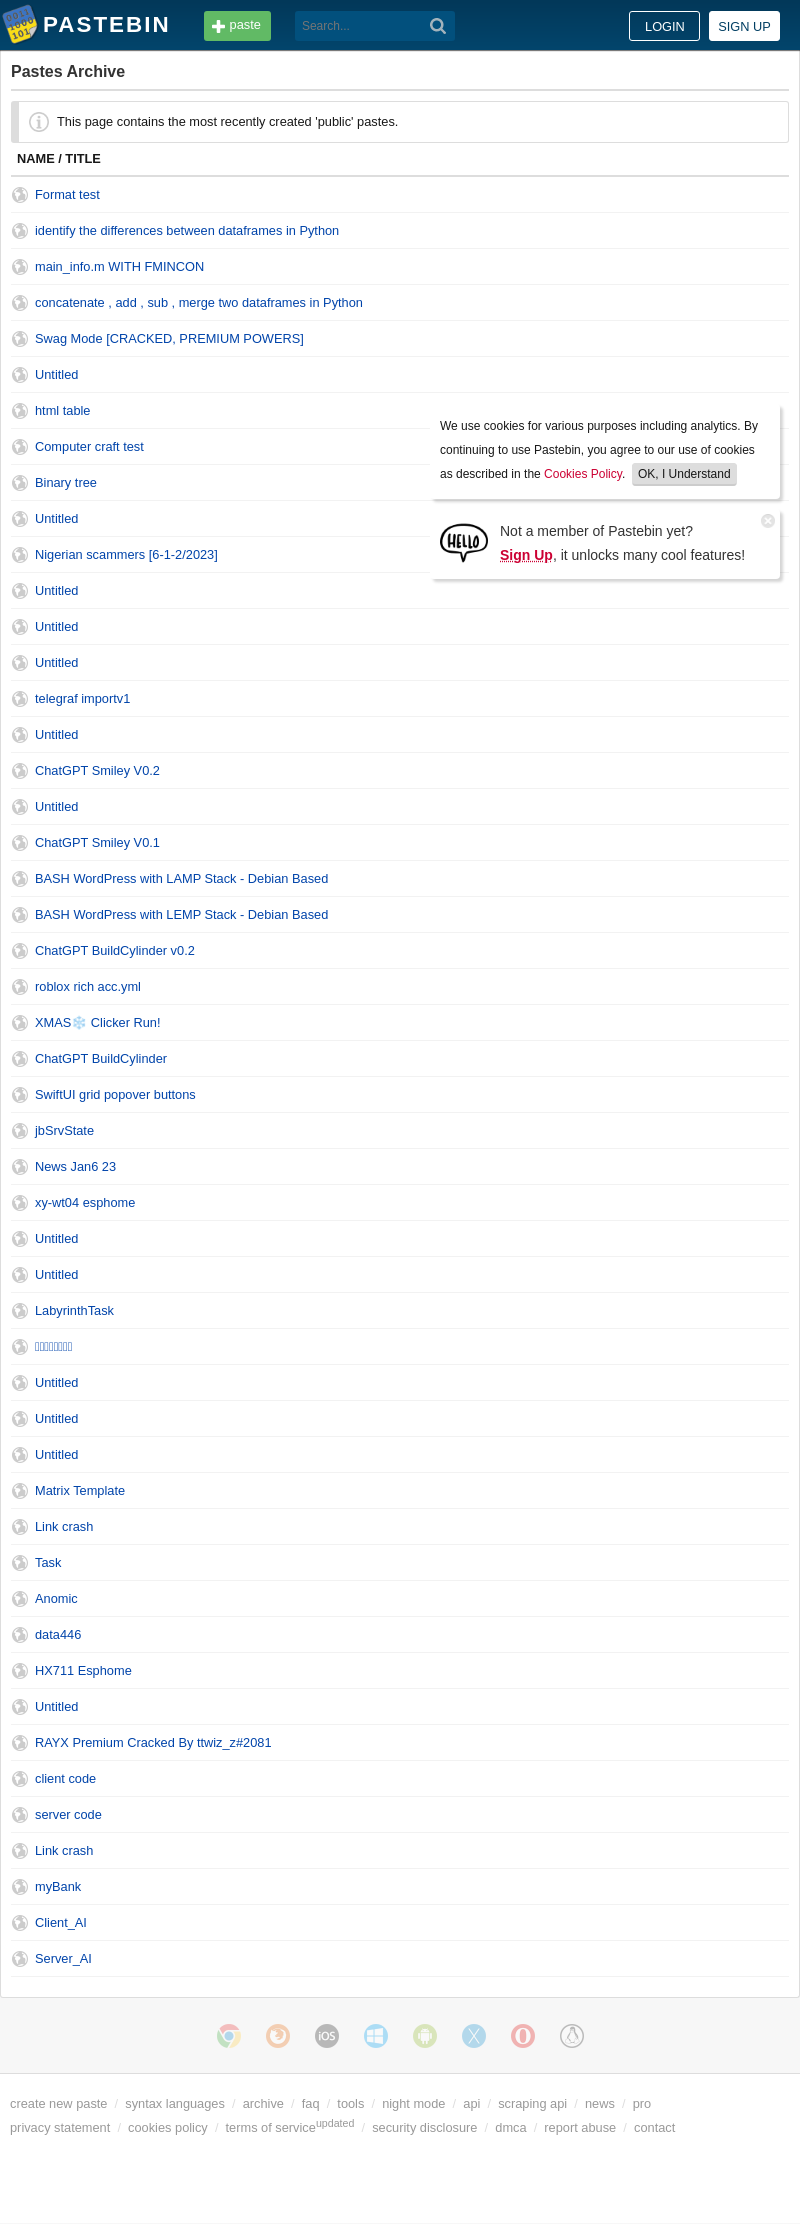 PASTEBIN
paste
Search...
LOGIN
SIGN UP
Pastes Archive
This page contains the most recently created 'public' pastes.
NAME / TITLE
Format test
identify the differences between dataframes in Python
main_info.m WITH FMINCON
concatenate , add , sub , merge two dataframes in Python
Swag Mode [CRACKED, PREMIUM POWERS]
Untitled
html table
Computer craft test
Binary tree
Untitled
Nigerian scammers [6-1-2/2023]
We use cookies for various purposes including analytics. By
continuing to use Pastebin, you agree to our use of cookies
as described in the Cookies Policy. OK, I Understand
HELLO
Not a member of Pastebin yet?
Sign Up, it unlocks many cool features!
Untitled
Untitled
Untitled
telegraf importv1
Untitled
ChatGPT Smiley V0.2
Untitled
ChatGPT Smiley V0.1
BASH WordPress with LAMP Stack - Debian Based
BASH WordPress with LEMP Stack - Debian Based
ChatGPT BuildCylinder v0.2
roblox rich acc.yml
XMAS❄️ Clicker Run!
ChatGPT BuildCylinder
SwiftUI grid popover buttons
jbSrvState
News Jan6 23
xy-wt04 esphome
Untitled
Untitled
LabyrinthTask
Untitled
Untitled
Untitled
Matrix Template
Link crash
Task
Anomic
data446
HX711 Esphome
Untitled
RAYX Premium Cracked By ttwiz_z#2081
client code
server code
Link crash
myBank
Client_AI
Server_AI
iOS
create new paste / syntax languages / archive / faq / tools / night mode / api / scraping api / news / pro
privacy statement / cookies policy / terms of serviceupdated / security disclosure / dmca / report abuse / contact